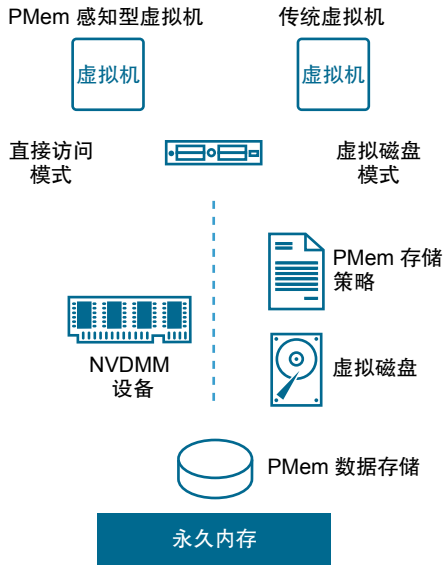 PMem 感知型虚拟机
传统虚拟机
虚拟机
虚拟机
直接访问
模式
虚拟磁盘
模式
PMem 存储
策略
NVDMM
设备
虚拟磁盘
PMem 数据存储
永久内存